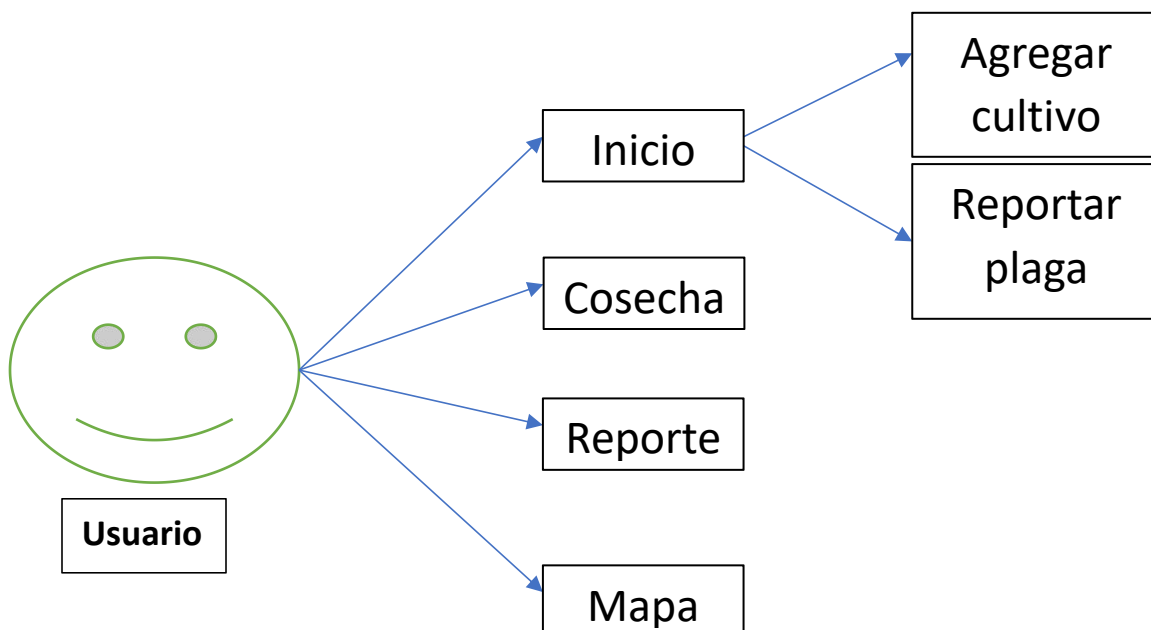 Agregar
cultivo
Inicio
Reportar
plaga
Cosecha
Reporte
Usuario
Mapa